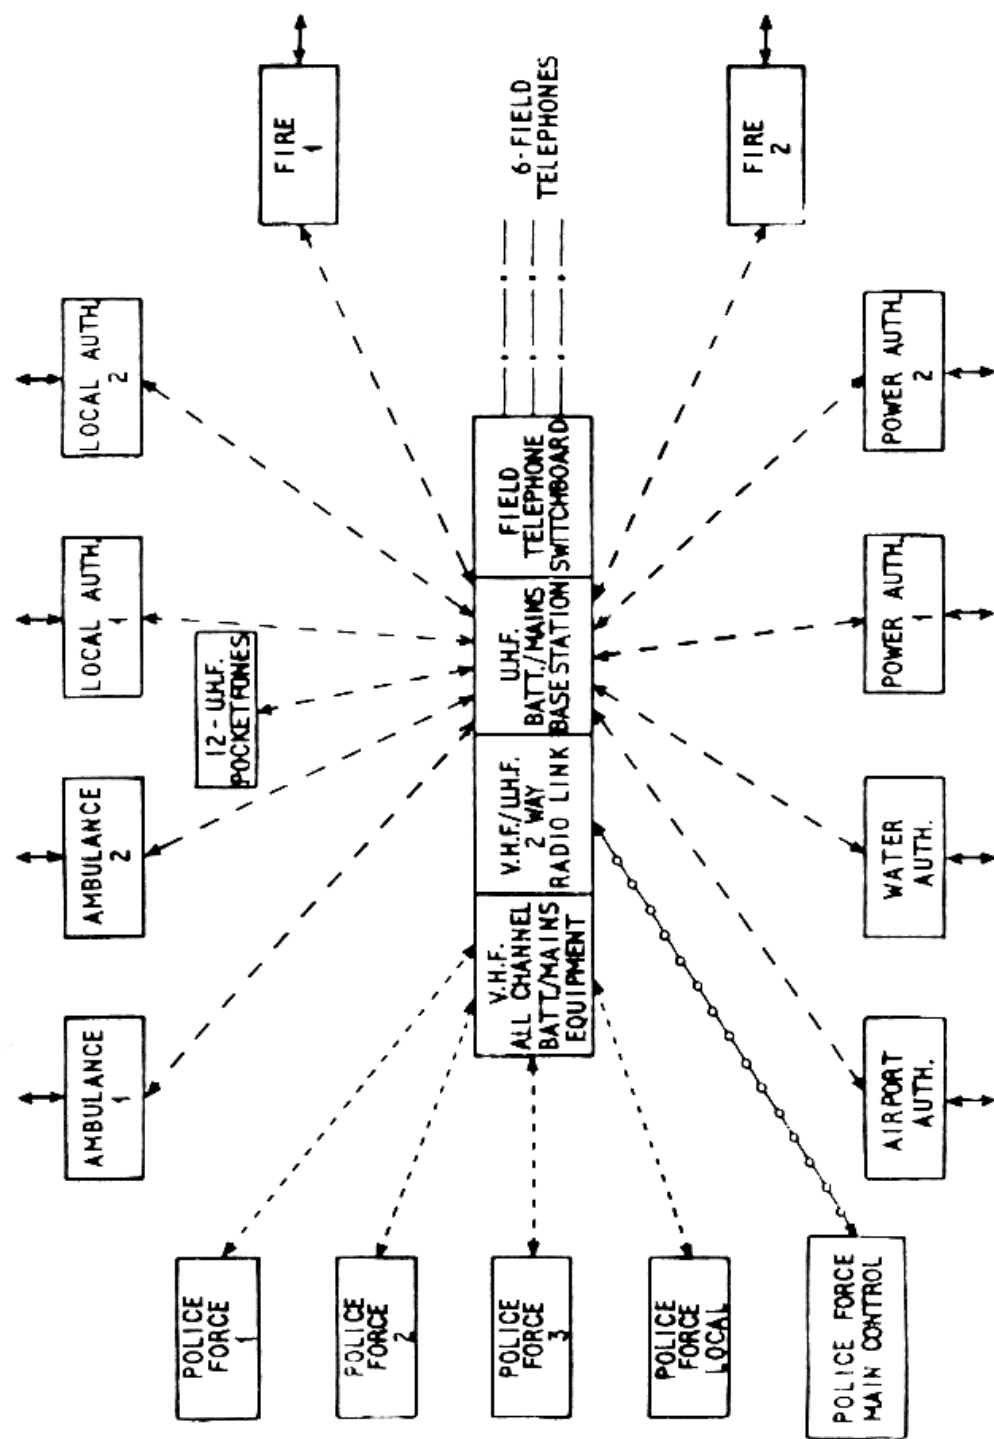 AMBULANCE
1
AMBULANCE
2
LOCAL AUTH.
1
LOCAL AUTH.
2
12 - U.H.F.
POCKETFONES
FIRE
1
POLICE
FORCE
1
POLICE
FORCE
2
POLICE
FORCE
3
POLICE
FORCE
LOCAL
POLICE FORCE
MAIN CONTROL
V.H.F.
ALL CHANNEL
BATT./MAINS
EQUIPMENT
V.H.F./U.H.F.
2 WAY
RADIO LINK
U.H.F.
BATT./MAINS
BASE STATION
FIELD
TELEPHONE
SWITCHBOARD
6-FIELD
TELEPHONES
AIRPORT
AUTH.
WATER
AUTH.
POWER AUTH.
1
POWER AUTH.
2
FIRE
2